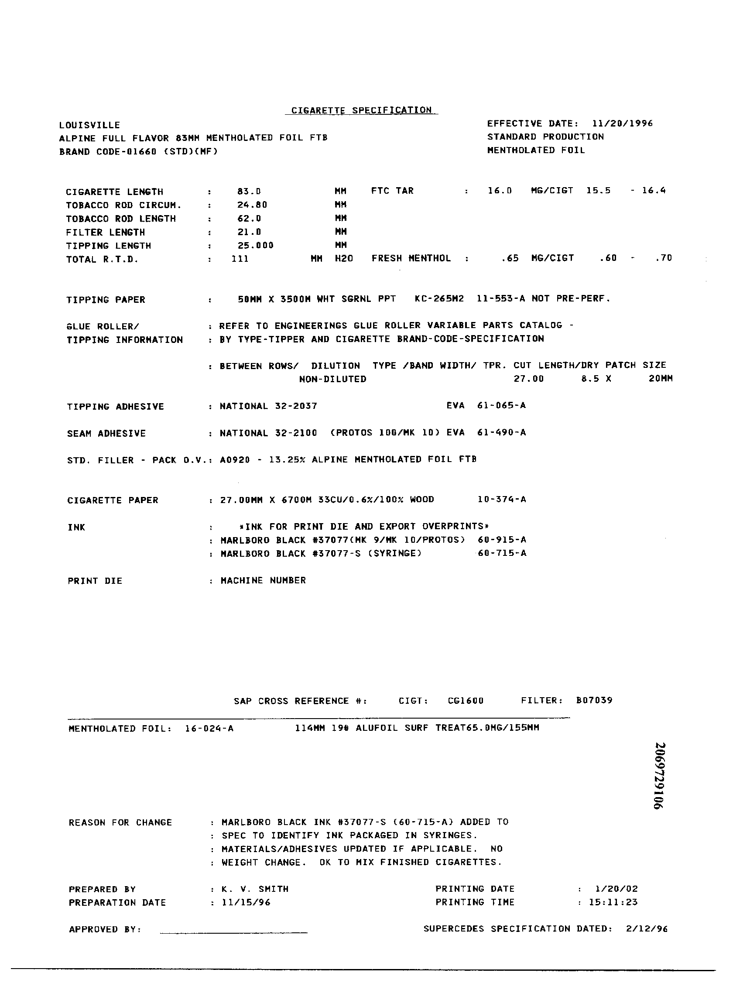 CIGARETTE SPECIFICATION
LOUISVILLE EFFECTIVE DATE: 11/20/1996
ALPINE FULL FLAVOR 83MM MENTHOLATED FOIL FTB STANDARD PRODUCTION
BRAND CODE-01660 (STD)(MF) MENTHOLATED FOIL
CIGARETTE LENGTH : 83.0 MM FTC TAR : 16.0 MG/CIGT 15.5 - 16.4
TOBACCO ROD CIRCUM. : 24.80 MM
TOBACCO ROD LENGTH : 62.0 MM
FILTER LENGTH : 21.0 MM
TIPPING LENGTH : 25.000 MM
TOTAL R.T.D. : 111 MM H2O FRESH MENTHOL : .65 MG/CIGT .60 - .70
TIPPING PAPER : 50MM X 3500M WHT SGRNL PPT KC-265M2 11-553-A NOT PRE-PERF.
GLUE ROLLER/ : REFER TO ENGINEERINGS GLUE ROLLER VARIABLE PARTS CATALOG -
TIPPING INFORMATION : BY TYPE-TIPPER AND CIGARETTE BRAND-CODE-SPECIFICATION
: BETWEEN ROWS/ DILUTION TYPE /BAND WIDTH/ TPR. CUT LENGTH/DRY PATCH SIZE
NON-DILUTED 27.00 8.5 X 20MM
TIPPING ADHESIVE : NATIONAL 32-2037 EVA 61-065-A
SEAM ADHESIVE : NATIONAL 32-2100 (PROTOS 100/MK 10) EVA 61-490-A
STD. FILLER - PACK O.V.: A0920 - 13.25% ALPINE MENTHOLATED FOIL FTB
CIGARETTE PAPER : 27.00MM X 6700M 33CU/0.6%/100% WOOD 10-374-A
INK : *INK FOR PRINT DIE AND EXPORT OVERPRINTS*
: MARLBORO BLACK #37077(MK 9/MK 10/PROTOS) 60-915-A
: MARLBORO BLACK #37077-S (SYRINGE) 60-715-A
PRINT DIE : MACHINE NUMBER
SAP CROSS REFERENCE #: CIGT: CG1600 FILTER: B07039
MENTHOLATED FOIL: 16-024-A 114MM 19# ALUFOIL SURF TREAT65.0MG/155MM
2069729106
REASON FOR CHANGE : MARLBORO BLACK INK #37077-S (60-715-A) ADDED TO
: SPEC TO IDENTIFY INK PACKAGED IN SYRINGES.
: MATERIALS/ADHESIVES UPDATED IF APPLICABLE. NO
: WEIGHT CHANGE. OK TO MIX FINISHED CIGARETTES.
PREPARED BY : K. V. SMITH PRINTING DATE : 1/20/02
PREPARATION DATE : 11/15/96 PRINTING TIME : 15:11:23
APPROVED BY: SUPERCEDES SPECIFICATION DATED: 2/12/96